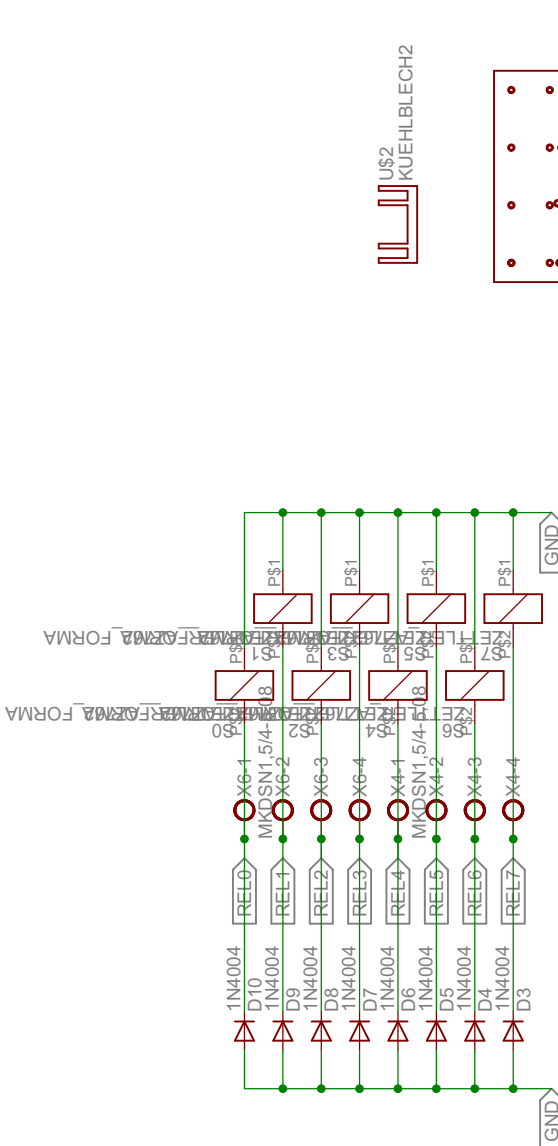 U$2
KUEHLBLECH2
GND
P$1
P$1
P$1
P$1
S1
S3
S5
S7
S0
S2
S4
S6
MKDSN1,5/4-5.08
MKDSN1,5/4-5.08
X6-1
X6-2
X6-3
X6-4
X4-1
X4-2
X4-3
X4-4
REL0
REL1
REL2
REL3
REL4
REL5
REL6
REL7
1N4004
D10
1N4004
D9
1N4004
D8
1N4004
D7
1N4004
D6
1N4004
D5
1N4004
D4
1N4004
D3
GND